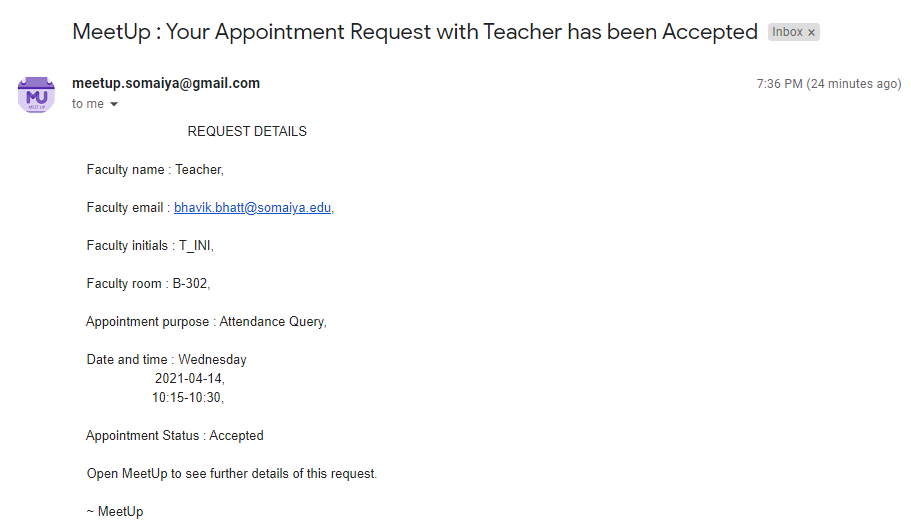 MeetUp : Your Appointment Request with Teacher has been Accepted Inbox ×
meetup.somaiya@gmail.com 7:36 PM (24 minutes ago)
to me
MU
MEET UP
REQUEST DETAILS
Faculty name : Teacher,
Faculty email : bhavik.bhatt@somaiya.edu,
Faculty initials : T_INI,
Faculty room : B-302,
Appointment purpose : Attendance Query,
Date and time : Wednesday
2021-04-14,
10:15-10:30,
Appointment Status : Accepted
Open MeetUp to see further details of this request.
~ MeetUp